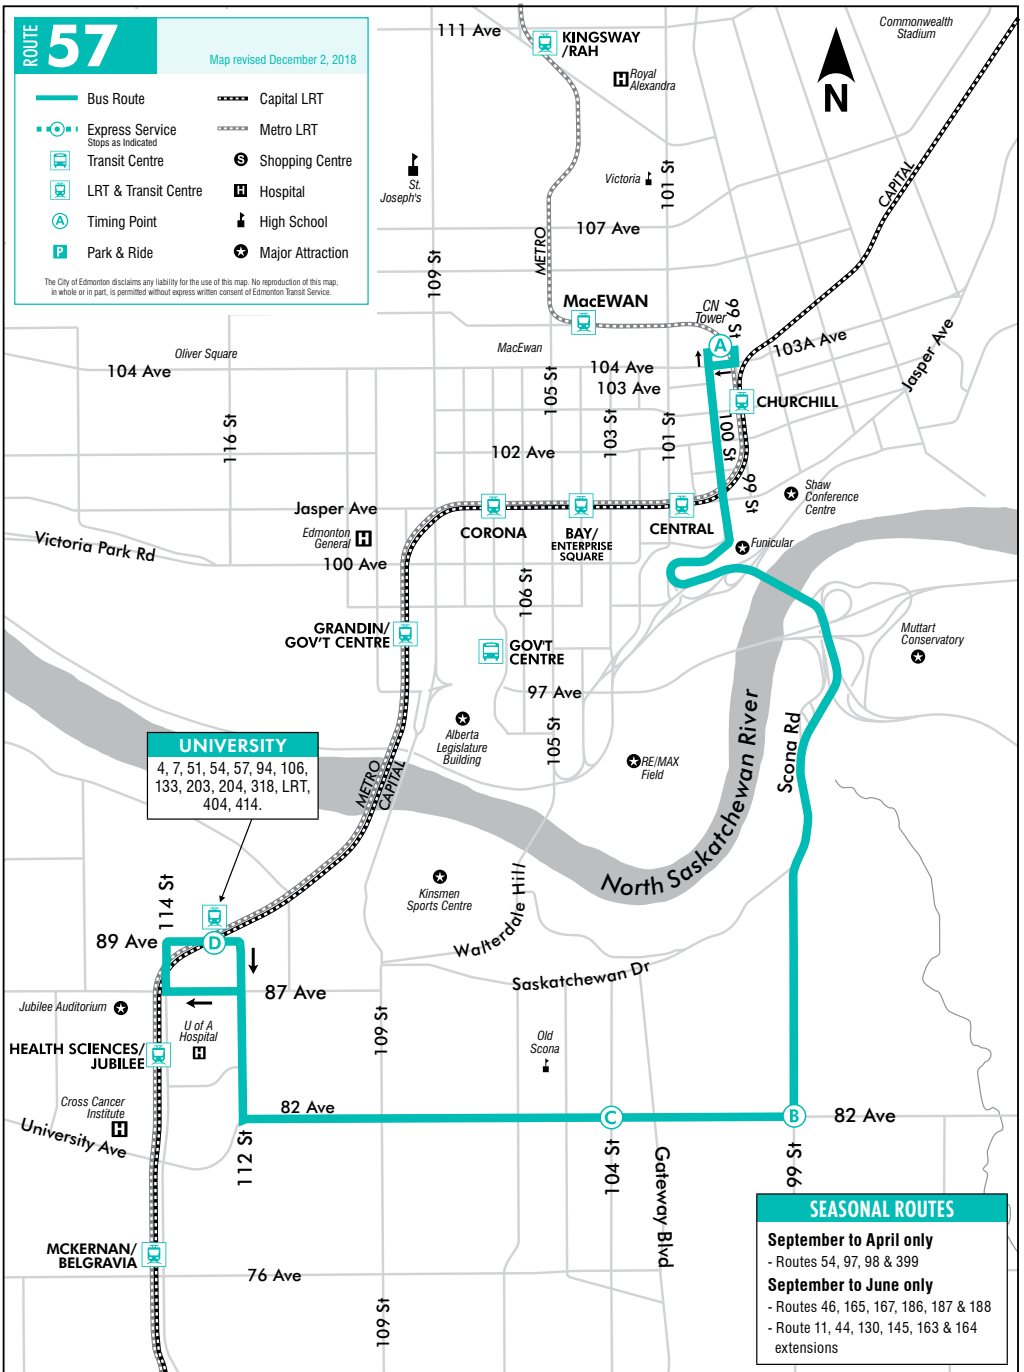 ROUTE 57
Map revised December 2, 2018
Bus Route
Express Service
Stops as Indicated
Transit Centre
LRT & Transit Centre
A
Timing Point
P
Park & Ride
Capital LRT
Metro LRT
S
Shopping Centre
H
Hospital
High School
Major Attraction
The City of Edmonton disclaims any liability for the use of this map. No reproduction of this map,
in whole or in part, is permitted without express written consent of Edmonton Transit Service.
111 Ave
KINGSWAY
/RAH
Commonwealth
Stadium
H
Royal
Alexandra
N
St.
Joseph's
Victoria
101 St
CAPITAL
107 Ave
METRO
109 St
MacEWAN
CN
Tower
99 St
A
103A Ave
Jasper Ave
Oliver Square
MacEwan
104 Ave
104 Ave
103 Ave
105 St
CHURCHILL
116 St
103 St
101 St
100 St
102 Ave
99 St
Shaw
Conference
Centre
Jasper Ave
CORONA
BAY/
ENTERPRISE
SQUARE
CENTRAL
Edmonton
General
H
Funicular
Victoria Park Rd
100 Ave
106 St
GRANDIN/
GOV'T CENTRE
GOV'T
CENTRE
Muttart
Conservatory
97 Ave
Alberta
Legislature
Building
105 St
RE/MAX
Field
Scona Rd
UNIVERSITY
4, 7, 51, 54, 57, 94, 106,
133, 203, 204, 318, LRT,
404, 414.
METRO
CAPITAL
North Saskatchewan River
Kinsmen
Sports Centre
Walterdale Hill
114 St
89 Ave
D
Saskatchewan Dr
87 Ave
Jubilee Auditorium
U of A
Hospital
H
109 St
Old
Scona
HEALTH SCIENCES/
JUBILEE
Cross Cancer
Institute
H
University Ave
82 Ave
C
B
82 Ave
112 St
104 St
Gateway Blvd
99 St
MCKERNAN/
BELGRAVIA
76 Ave
109 St
SEASONAL ROUTES
September to April only
- Routes 54, 97, 98 & 399
September to June only
- Routes 46, 165, 167, 186, 187 & 188
- Route 11, 44, 130, 145, 163 & 164
extensions